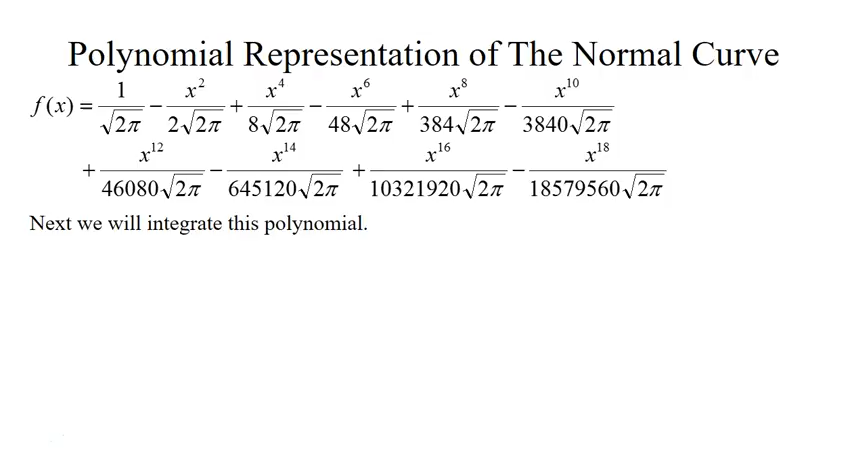 Polynomial Representation of The Normal Curve
f(x) = 1/√2π − x²/2√2π + x⁴/8√2π − x⁶/48√2π + x⁸/384√2π − x¹⁰/3840√2π
+ x¹²/46080√2π − x¹⁴/645120√2π + x¹⁶/10321920√2π − x¹⁸/18579560√2π
Next we will integrate this polynomial.